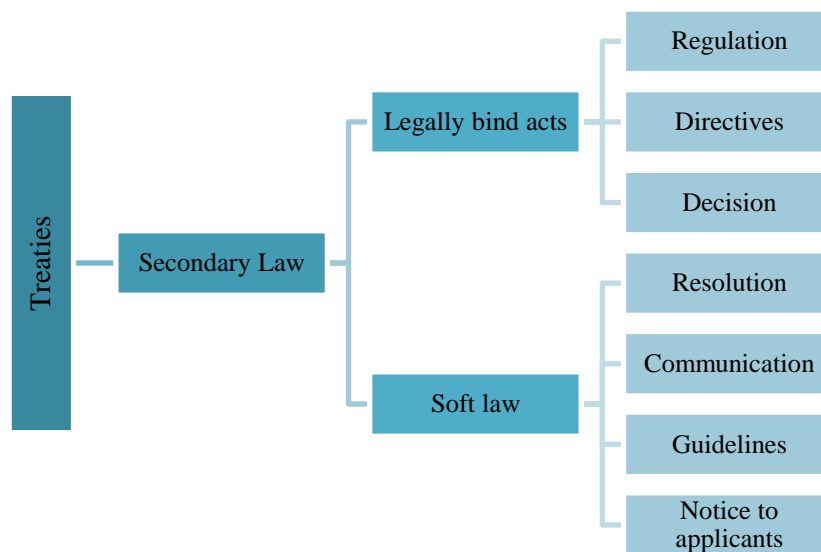 Treaties
Secondary Law
Legally bind acts
Regulation
Directives
Decision
Soft law
Resolution
Communication
Guidelines
Notice to
applicants